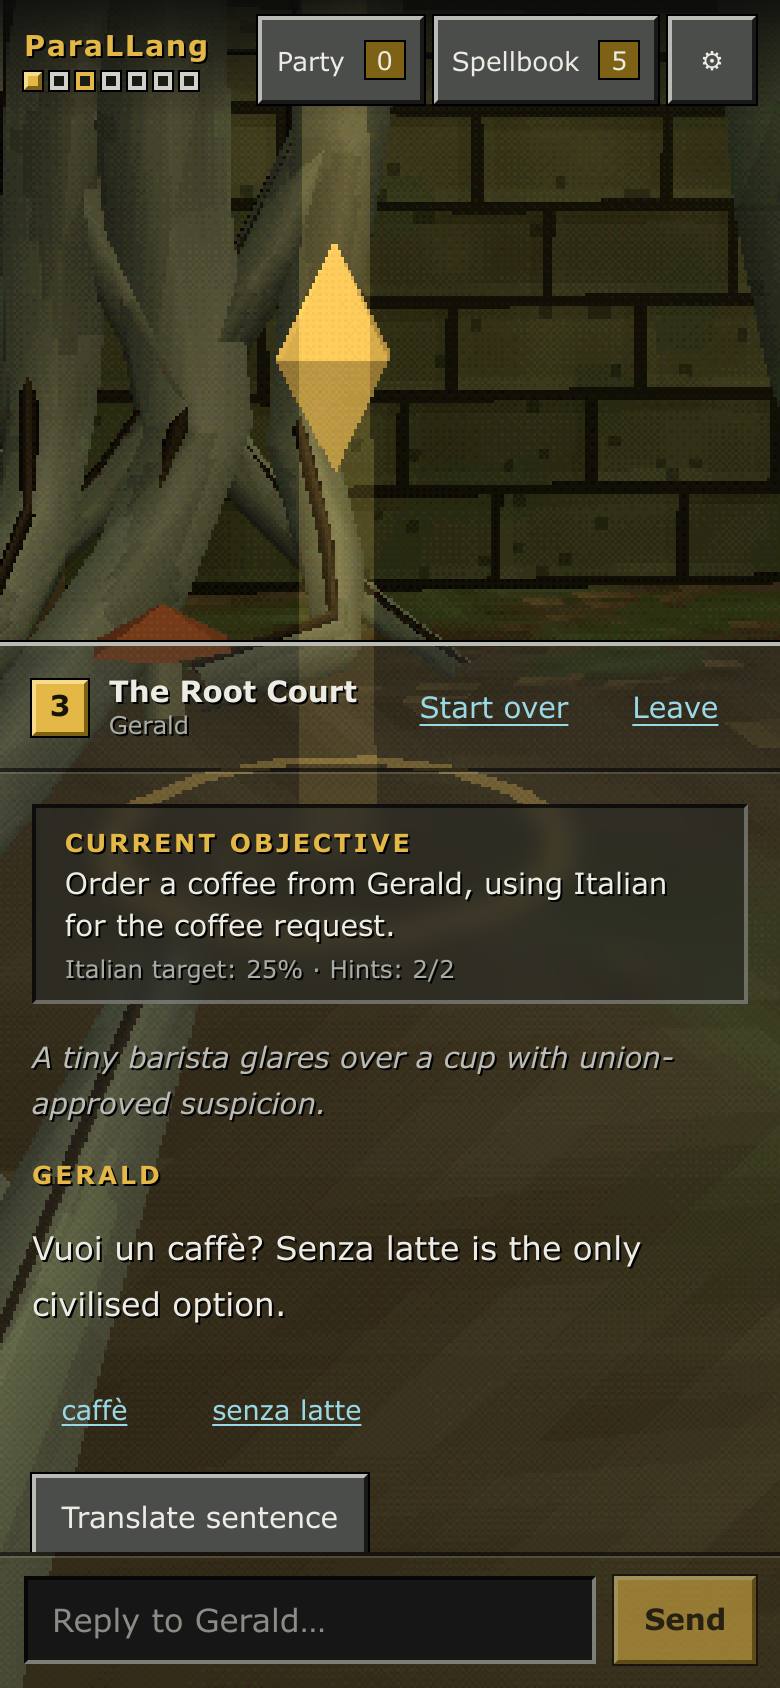 ParaLLang
Party 0
Spellbook 5
⚙
3
The Root Court
Gerald
Start over
Leave
CURRENT OBJECTIVE
Order a coffee from Gerald, using Italian
for the coffee request.
Italian target: 25% · Hints: 2/2
A tiny barista glares over a cup with union-
approved suspicion.
GERALD
Vuoi un caffè? Senza latte is the only
civilised option.
caffè
senza latte
Translate sentence
Reply to Gerald…
Send